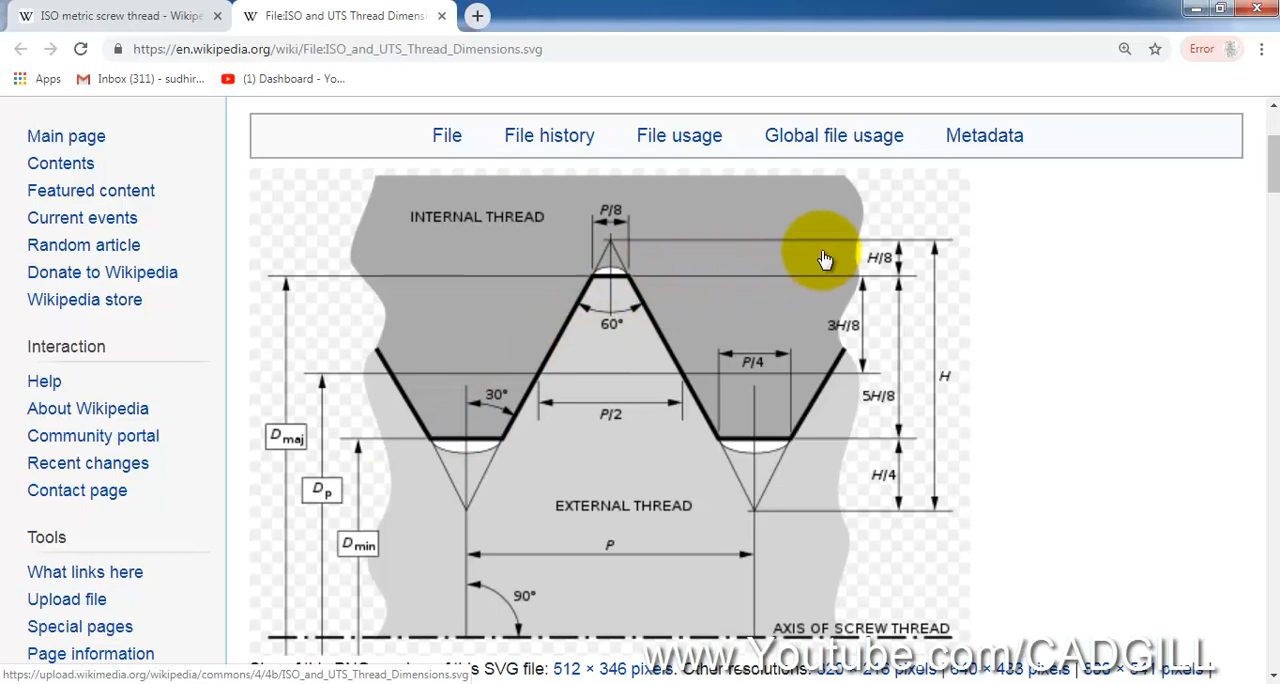 ISO metric screw thread - Wikipe
File:ISO and UTS Thread Dimens
https://en.wikipedia.org/wiki/File:ISO_and_UTS_Thread_Dimensions.svg
Error
Apps
Inbox (311) - sudhir...
(1) Dashboard - Yo...
Main page
Contents
Featured content
Current events
Random article
Donate to Wikipedia
Wikipedia store
Interaction
Help
About Wikipedia
Community portal
Recent changes
Contact page
Tools
What links here
Upload file
Special pages
Page information
File
File history
File usage
Global file usage
Metadata
INTERNAL THREAD
P/8
H/8
60°
3H/8
P/4
H
30°
P/2
5H/8
Dmaj
H/4
Dp
EXTERNAL THREAD
Dmin
P
90°
AXIS OF SCREW THREAD
www.Youtube.com/CADGILL
SVG file: 512 × 346 pixels. Other resolutions:
https://upload.wikimedia.org/wikipedia/commons/4/4b/ISO_and_UTS_Thread_Dimensions.svg